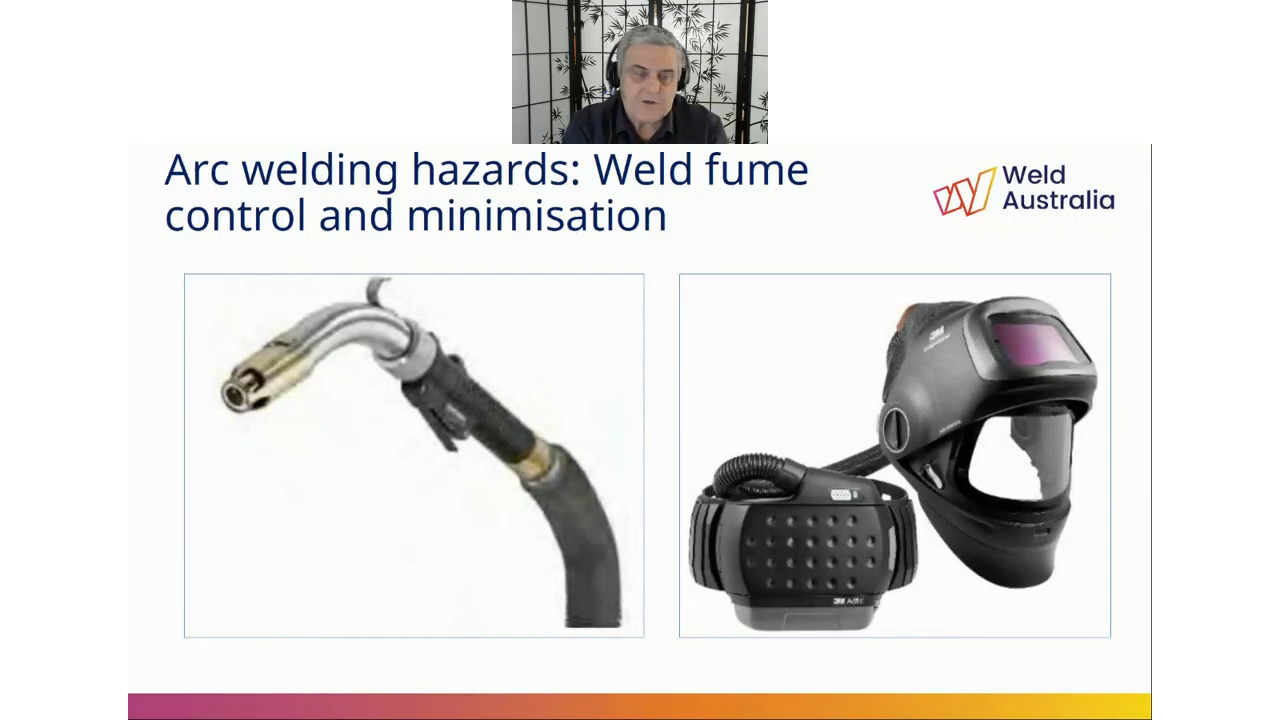 Arc welding hazards: Weld fume
control and minimisation
Weld
Australia
3M
3M Adflo